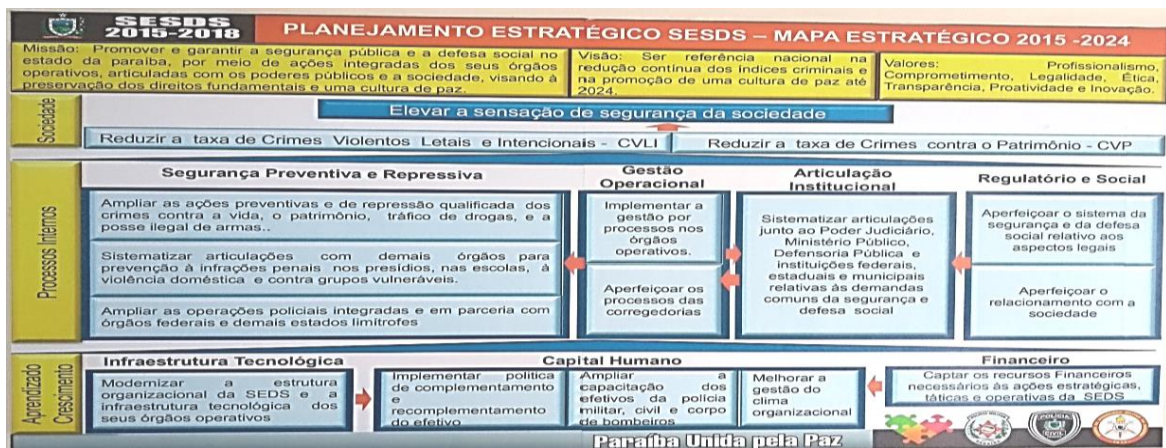 SESDS
2015-2018
PLANEJAMENTO ESTRATÉGICO SESDS – MAPA ESTRATÉGICO 2015 -2024
Missão: Promover e garantir a segurança pública e a defesa social no
estado da paraíba, por meio de ações integradas dos seus órgãos
operativos, articuladas com os poderes públicos e a sociedade, visando à
preservação dos direitos fundamentais e uma cultura de paz.
Visão: Ser referência nacional na
redução contínua dos índices criminais e
na promoção de uma cultura de paz até
2024.
Valores: Profissionalismo,
Comprometimento, Legalidade, Ética,
Transparência, Proatividade e Inovação.
Sociedade
Elevar a sensação de segurança da sociedade
Reduzir a taxa de Crimes Violentos Letais e Intencionais - CVLI
Reduzir a taxa de Crimes contra o Patrimônio - CVP
Processos Internos
Segurança Preventiva e Repressiva
Ampliar as ações preventivas e de repressão qualificada dos
crimes contra a vida, o patrimônio, tráfico de drogas, e a
posse ilegal de armas..
Sistematizar articulações com demais órgãos para
prevenção à infrações penais nos presídios, nas escolas, à
violência doméstica e contra grupos vulneráveis.
Ampliar as operações policiais integradas e em parceria com
órgãos federais e demais estados limítrofes
Gestão
Operacional
Implementar a
gestão por
processos nos
órgãos
operativos.
Aperfeiçoar os
processos das
corregedorias
Articulação
Institucional
Sistematizar articulações
junto ao Poder Judiciário,
Ministério Público,
Defensoria Pública e
instituições federais,
estaduais e municipais
relativas às demandas
comuns da segurança e
defesa social
Regulatório e Social
Aperfeiçoar o sistema da
segurança e da defesa
social relativo aos
aspectos legais
Aperfeiçoar o
relacionamento com a
sociedade
Aprendizado
Crescimento
Infraestrutura Tecnológica
Modernizar a estrutura
organizacional da SEDS e a
infraestrutura tecnológica dos
seus órgãos operativos
Capital Humano
Implementar política
de complementamento
e
recomplementamento
do efetivo
Ampliar a
capacitação dos
efetivos da polícia
militar, civil e corpo
de bombeiros
Melhorar a
gestão do
clima
organizacional
Financeiro
Captar os recursos Financeiros
necessários às ações estratégicas,
táticas e operativas da SEDS
Paraíba Unida pela Paz
POLÍCIA
CIVIL